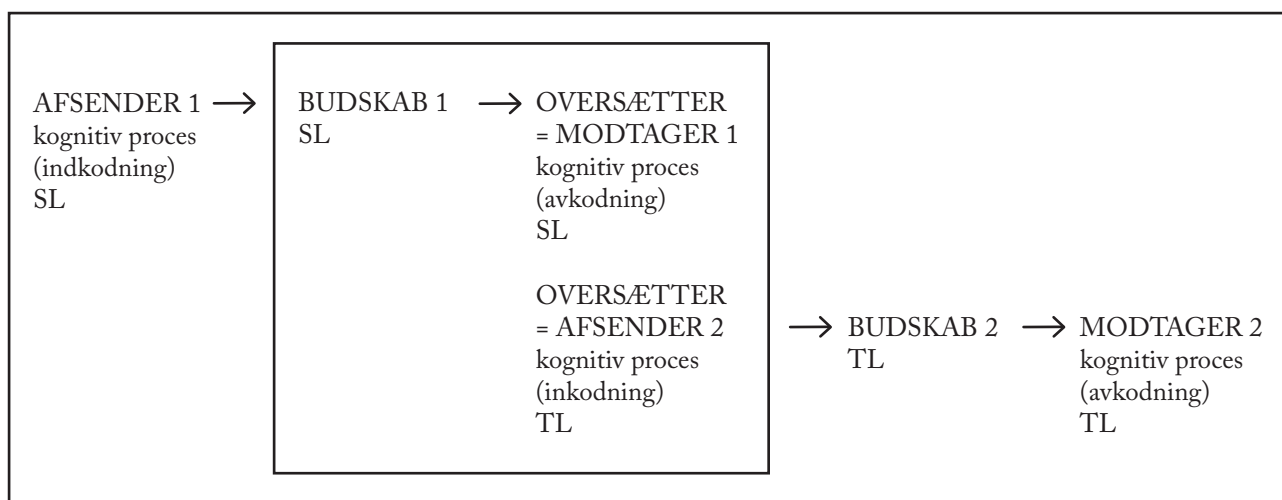 AFSENDER 1
kognitiv proces
(indkodning)
SL
BUDSKAB 1
SL
OVERSÆTTER
= MODTAGER 1
kognitiv proces
(avkodning)
SL
OVERSÆTTER
= AFSENDER 2
kognitiv proces
(inkodning)
TL
BUDSKAB 2
TL
MODTAGER 2
kognitiv proces
(avkodning)
TL